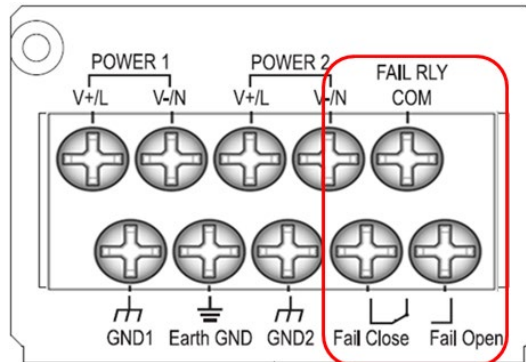 POWER 1 POWER 2 FAIL RLY
V+/L V-/N V+/L V-/N COM
GND1 Earth GND GND2 Fail Close Fail Open